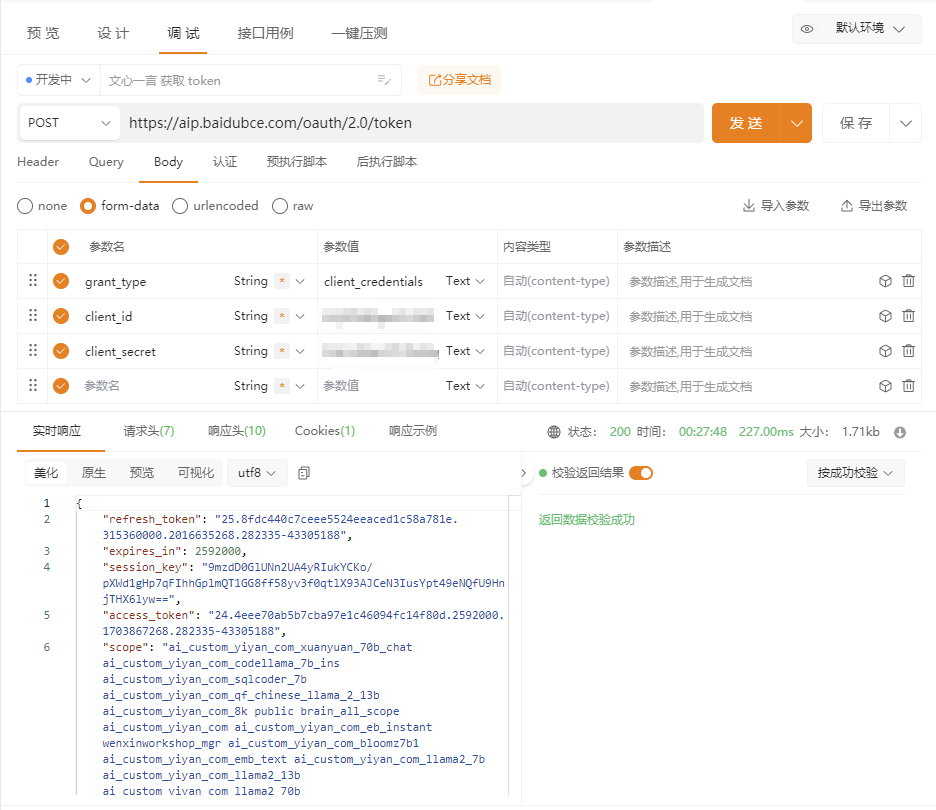 预 览 设 计 调 试 接口用例 一键压测 默认环境
开发中 文心一言 获取 token 分享文档
POST https://aip.baidubce.com/oauth/2.0/token 发 送 保 存
Header Query Body 认证 预执行脚本 后执行脚本
none form-data urlencoded raw 导入参数 导出参数
参数名 参数值 内容类型 参数描述
grant_type String * client_credentials Text 自动(content-type) 参数描述,用于生成文档
client_id String * Text 自动(content-type) 参数描述,用于生成文档
client_secret String * Text 自动(content-type) 参数描述,用于生成文档
参数名 String * 参数值 Text 自动(content-type) 参数描述,用于生成文档
实时响应 请求头(7) 响应头(10) Cookies(1) 响应示例 状态: 200 时间: 00:27:48 227.00ms 大小: 1.71kb
美化 原生 预览 可视化 utf8 校验返回结果 按成功校验
返回数据校验成功
1 {
2 "refresh_token": "25.8fdc440c7ceee5524eeaced1c58a781e.
315360000.2016635268.282335-43305188",
3 "expires_in": 2592000,
4 "session_key": "9mzdD0GlUNn2UA4yRIukYCKo/
pXWd1gHp7qFIhhGplmQT1GG8ff58yv3f0qtlX93AJCeN3IusYpt49eNQfU9Hn
jTHX6lyw==",
5 "access_token": "24.4eee70ab5b7cba97e1c46094fc14f80d.2592000.
1703867268.282335-43305188",
6 "scope": "ai_custom_yiyan_com_xuanyuan_70b_chat
ai_custom_yiyan_com_codellama_7b_ins
ai_custom_yiyan_com_sqlcoder_7b
ai_custom_yiyan_com_qf_chinese_llama_2_13b
ai_custom_yiyan_com_8k public brain_all_scope
ai_custom_yiyan_com ai_custom_yiyan_com_eb_instant
wenxinworkshop_mgr ai_custom_yiyan_com_bloomz7b1
ai_custom_yiyan_com_emb_text ai_custom_yiyan_com_llama2_7b
ai_custom_yiyan_com_llama2_13b
ai_custom_yiyan_com_llama2_70b